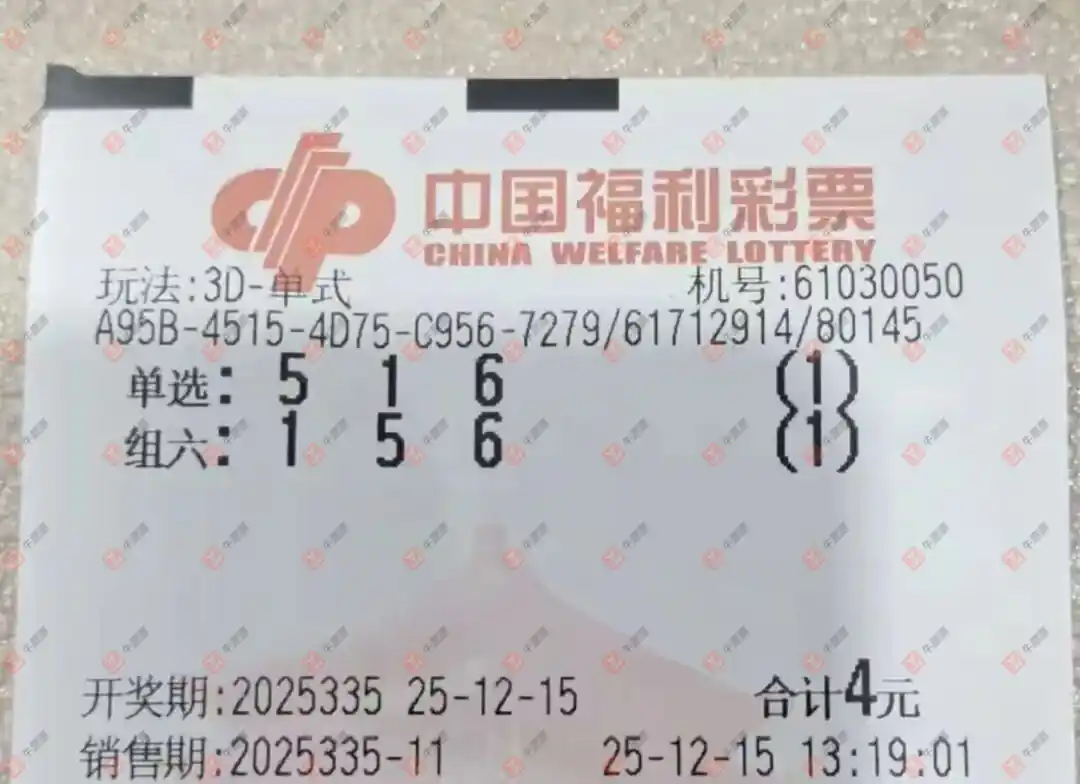 中国福利彩票
CHINA WELFARE LOTTERY
玩法:3D-单式 机号:61030050
A95B-4515-4D75-C956-7279/61712914/80145
单选: 5 1 6 (1)
组六: 1 5 6 (1)
开奖期:2025335 25-12-15 合计4元
销售期:2025335-11 25-12-15 13:19:01